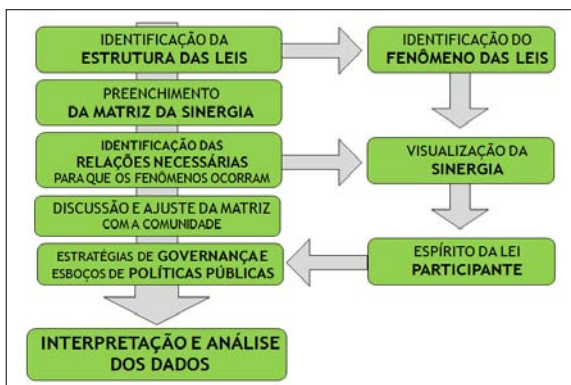 IDENTIFICAÇÃO DA
ESTRUTURA DAS LEIS
IDENTIFICAÇÃO DO
FENÔMENO DAS LEIS
PREENCHIMENTO
DA MATRIZ DA SINERGIA
IDENTIFICAÇÃO DAS
RELAÇÕES NECESSÁRIAS
PARA QUE OS FENÔMENOS OCORRAM
VISUALIZAÇÃO DA
SINERGIA
DISCUSSÃO E AJUSTE DA MATRIZ
COM A COMUNIDADE
ESTRATÉGIAS DE GOVERNANÇA E
ESBOÇOS DE POLÍTICAS PÚBLICAS
ESPÍRITO DA LEI
PARTICIPANTE
INTERPRETAÇÃO E ANÁLISE
DOS DADOS